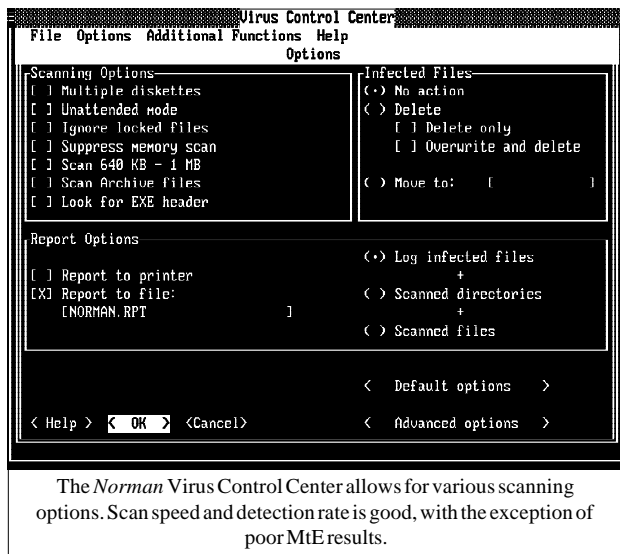 Virus Control Center
File Options Additional Functions Help
Options
Scanning Options
[ ] Multiple diskettes
[ ] Unattended mode
[ ] Ignore locked files
[ ] Suppress memory scan
[ ] Scan 640 KB - 1 MB
[ ] Scan Archive files
[ ] Look for EXE header
Infected Files
(·) No action
( ) Delete
[ ] Delete only
[ ] Overwrite and delete
( ) Move to: [ ]
Report Options
[ ] Report to printer
[X] Report to file:
[NORMAN.RPT ]
(·) Log infected files
+
( ) Scanned directories
+
( ) Scanned files
< Default options >
< Help > < OK > <Cancel> < Advanced options >
The Norman Virus Control Center allows for various scanning
options. Scan speed and detection rate is good, with the exception of
poor MtE results.